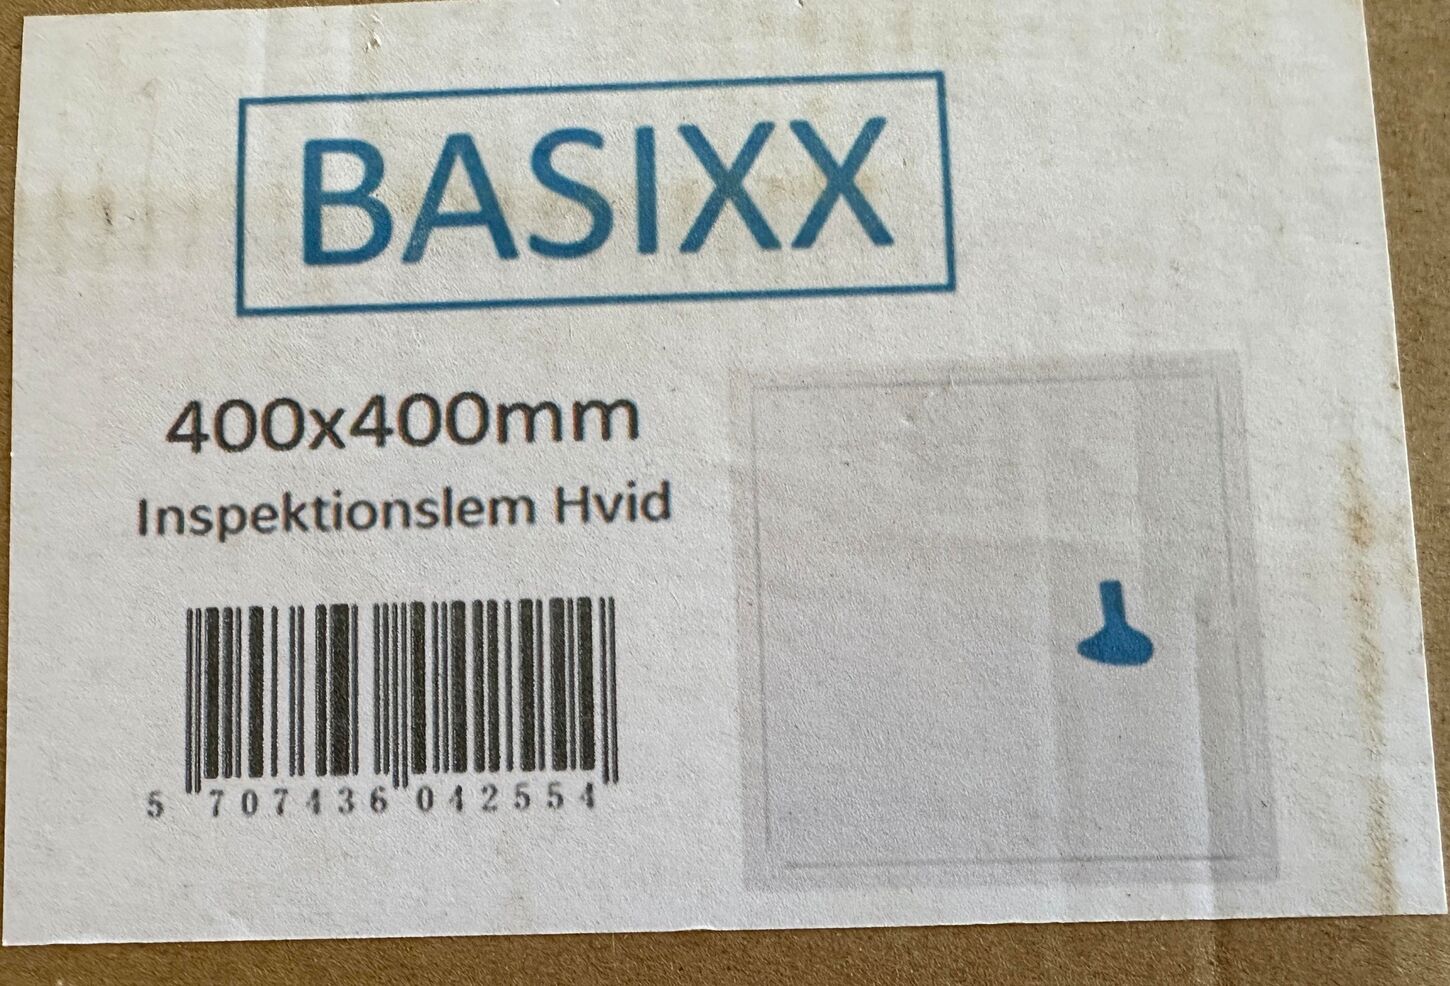 BASIXX
400x400mm
Inspektionslem Hvid
5 707436 042554